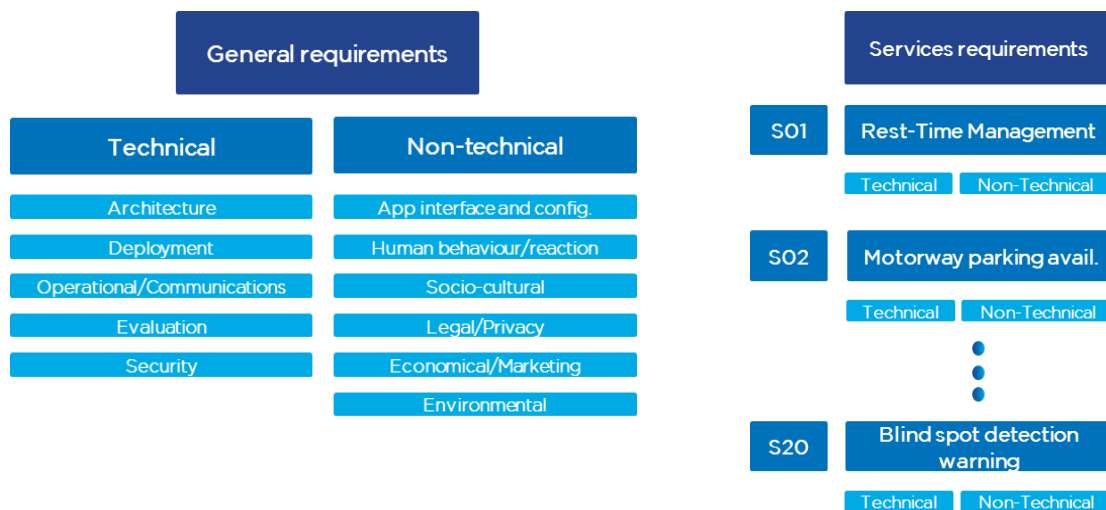 General requirements
Technical
Architecture
Deployment
Operational/Communications
Evaluation
Security
Non-technical
App interface and config.
Human behaviour/reaction
Socio-cultural
Legal/Privacy
Economical/Marketing
Environmental
Services requirements
S01
Rest-Time Management
Technical
Non-Technical
S02
Motorway parking avail.
Technical
Non-Technical
S20
Blind spot detection
warning
Technical
Non-Technical